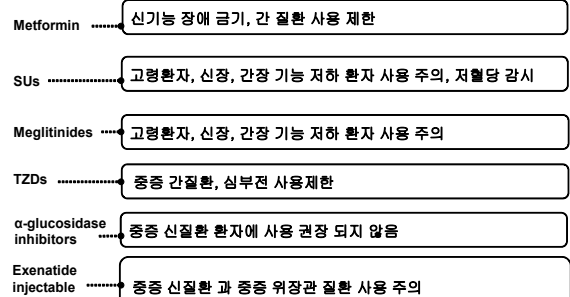 Metformin 신기능 장애 금기, 간 질환 사용 제한
SUs 고령환자, 신장, 간장 기능 저하 환자 사용 주의, 저혈당 감시
Meglitinides 고령환자, 신장, 간장 기능 저하 환자 사용 주의
TZDs 중증 간질환, 심부전 사용제한
α-glucosidase
inhibitors 중증 신질환 환자에 사용 권장 되지 않음
Exenatide
injectable 중증 신질환 과 중증 위장관 질환 사용 주의